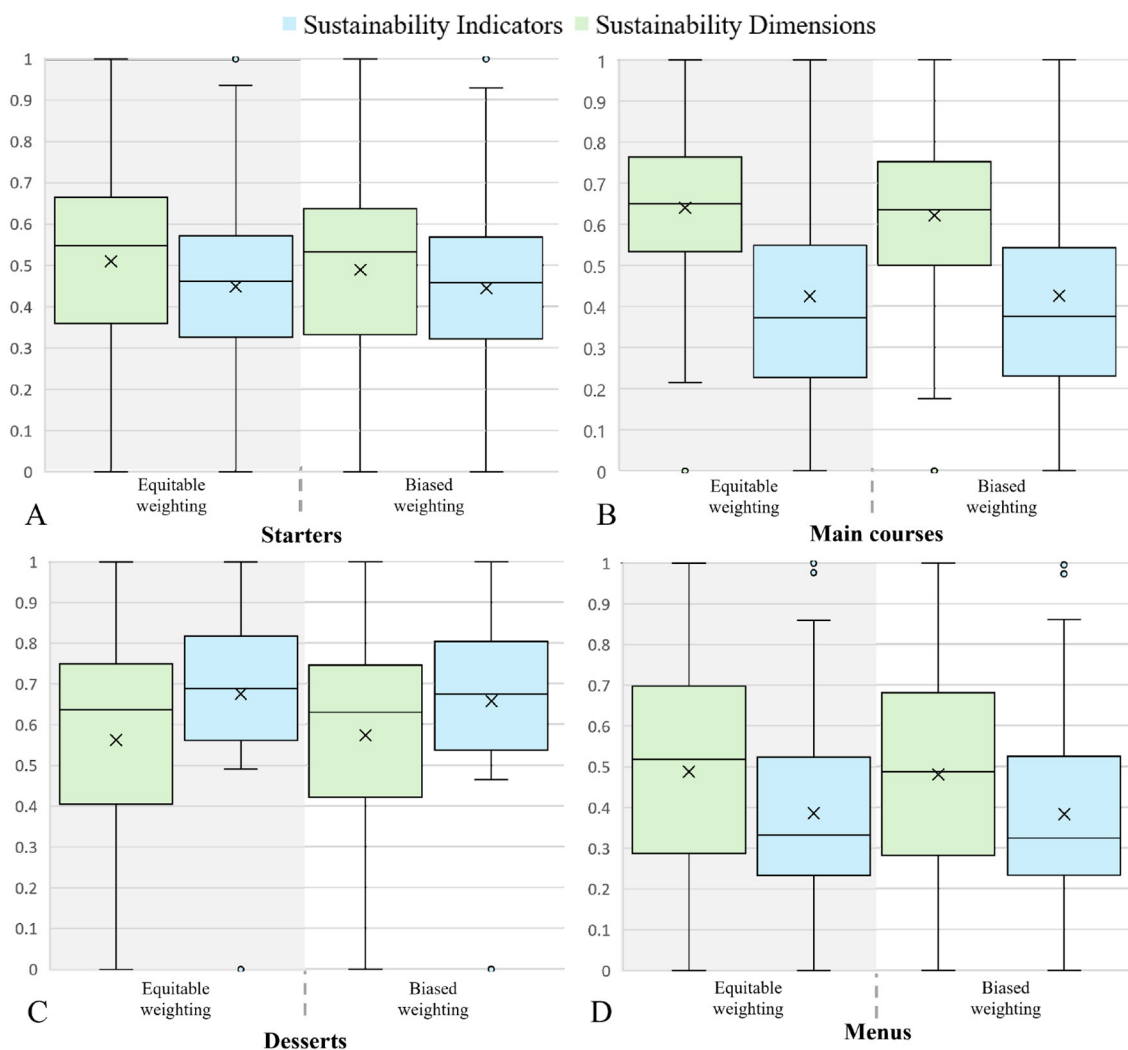 Sustainability Indicators Sustainability Dimensions
1
0.9
0.8
0.7
0.6
0.5
0.4
0.3
0.2
0.1
0
Equitable weighting
Biased weighting
A
Starters
1
0.9
0.8
0.7
0.6
0.5
0.4
0.3
0.2
0.1
0
Equitable weighting
Biased weighting
B
Main courses
1
0.9
0.8
0.7
0.6
0.5
0.4
0.3
0.2
0.1
0
Equitable weighting
Biased weighting
C
Desserts
1
0.9
0.8
0.7
0.6
0.5
0.4
0.3
0.2
0.1
0
Equitable weighting
Biased weighting
D
Menus